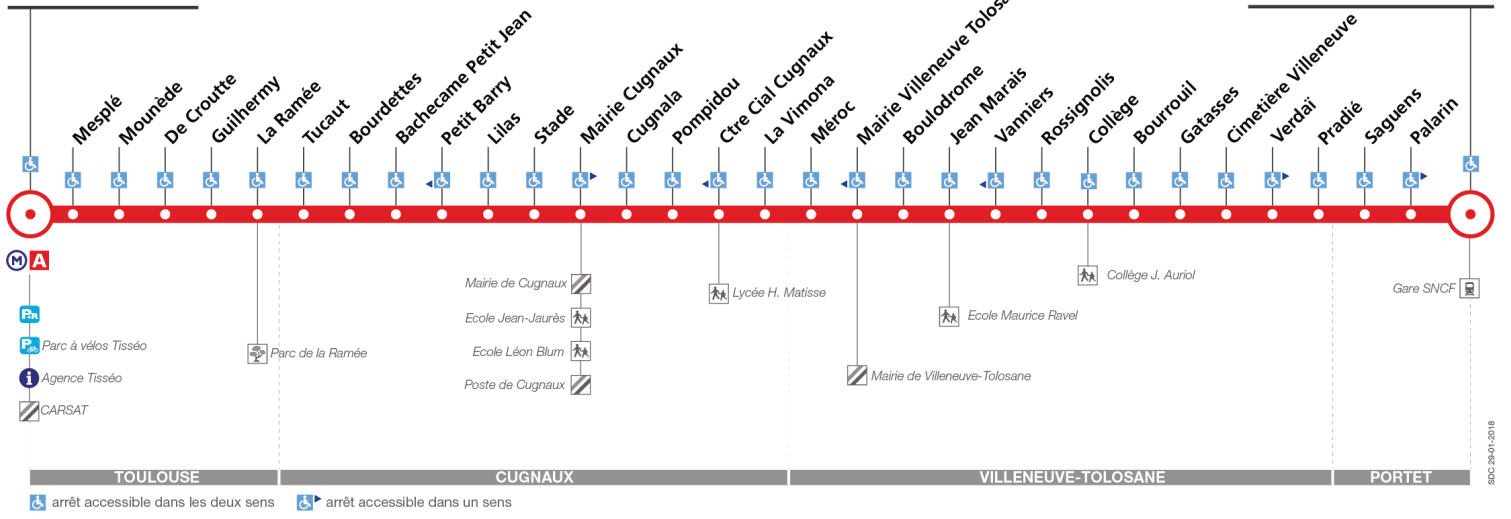 Mesplé
Mounède
De Croutte
Guilhermy
La Ramée
Tucaut
Bourdettes
Bachecame Petit Jean
Petit Barry
Lilas
Stade
Mairie Cugnaux
Cugnala
Pompidou
Ctre Cial Cugnaux
La Vimona
Méroc
Mairie Villeneuve
Boulodrome
Jean Marais
Vanniers
Rossignolis
Collège
Bourrouil
Gatasses
Cimetière Villeneuve
Verdaï
Pradié
Saguens
Palarin
M A
P+R
Parc à vélos Tisséo
Agence Tisséo
CARSAT
Parc de la Ramée
Mairie de Cugnaux
Ecole Jean-Jaurès
Ecole Léon Blum
Poste de Cugnaux
Lycée H. Matisse
Mairie de Villeneuve-Tolosane
Ecole Maurice Ravel
Collège J. Auriol
Gare SNCF
TOULOUSE
CUGNAUX
VILLENEUVE-TOLOSANE
PORTET
arrêt accessible dans les deux sens
arrêt accessible dans un sens
SDC 29-01-2018